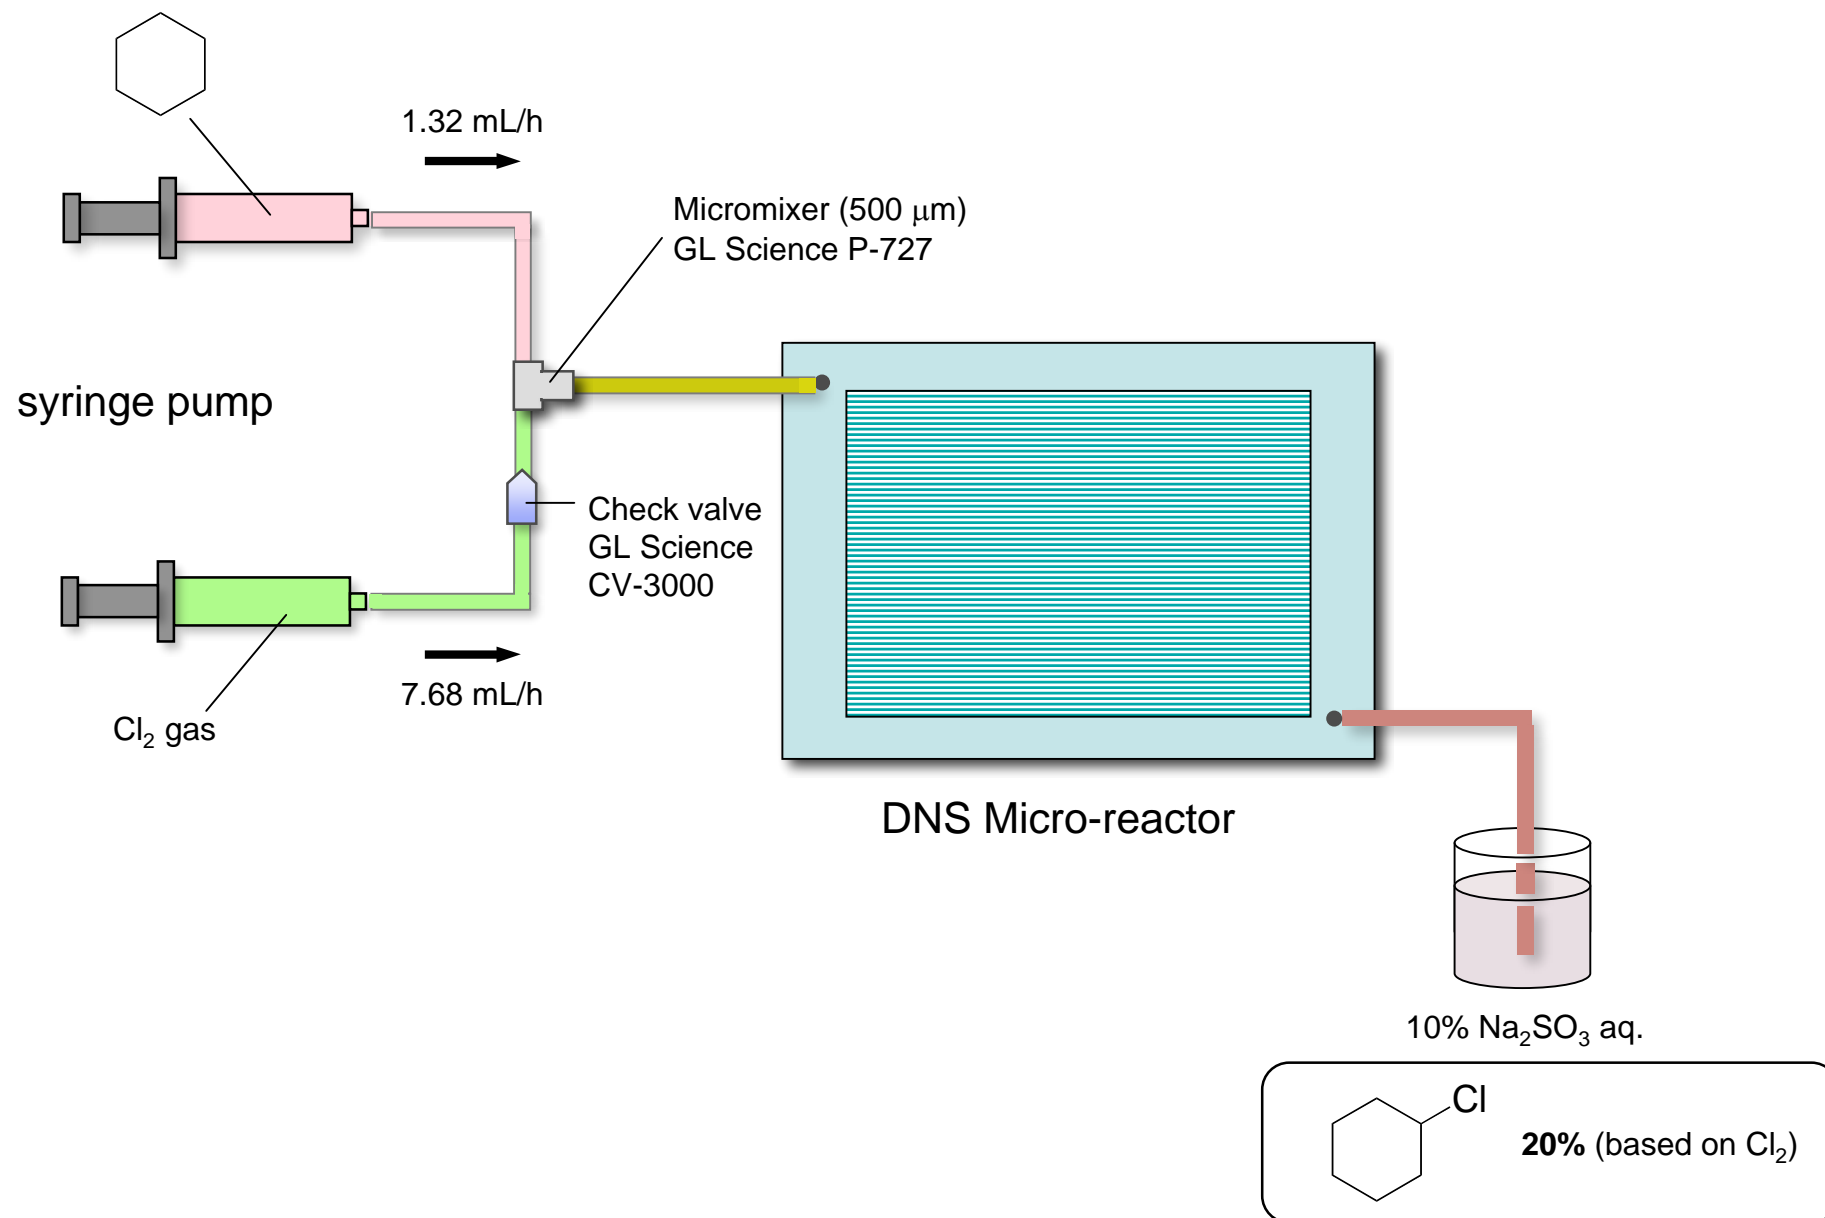 1.32 mL/h
Micromixer (500 μm)
GL Science P-727
syringe pump
Check valve
GL Science
CV-3000
7.68 mL/h
Cl₂ gas
DNS Micro-reactor
10% Na₂SO₃ aq.
Cl
20% (based on Cl₂)